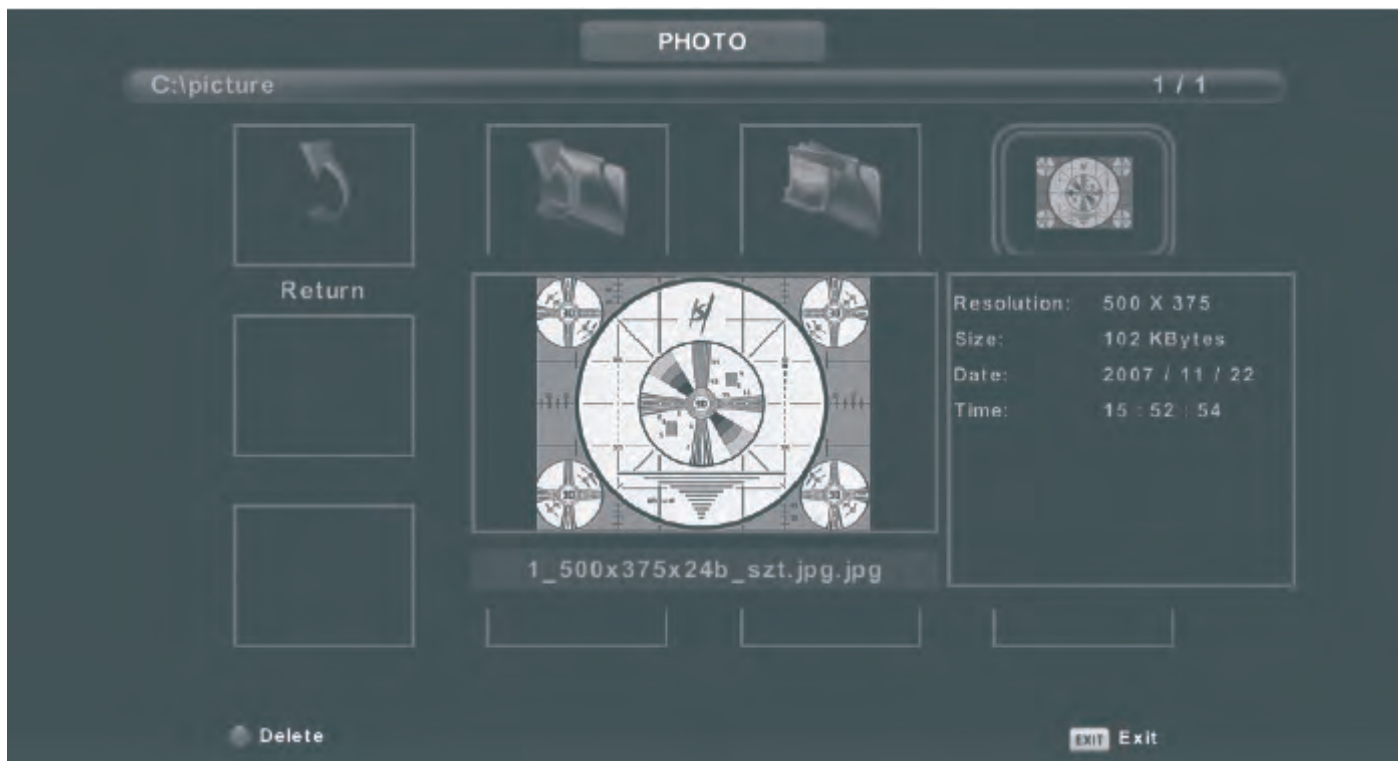 PHOTO
C:\picture 1 / 1
Return
Resolution: 500 X 375
Size: 102 KBytes
Date: 2007 / 11 / 22
Time: 15 : 52 : 54
1_500x375x24b_szt.jpg.jpg
Delete
EXIT Exit